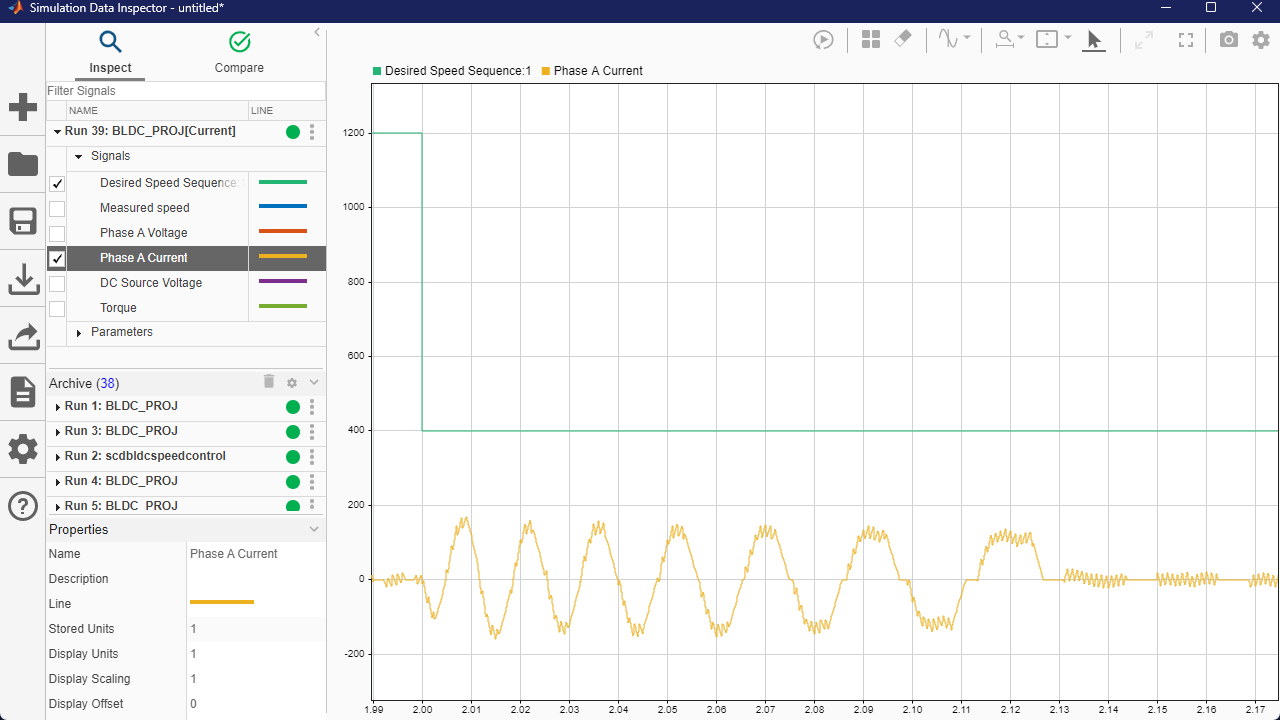 Simulation Data Inspector - untitled*
Inspect
Compare
Filter Signals
NAME LINE
Run 39: BLDC_PROJ[Current]
Signals
Desired Speed Sequence:
Measured speed
Phase A Voltage
Phase A Current
DC Source Voltage
Torque
Parameters
Archive (38)
Run 1: BLDC_PROJ
Run 3: BLDC_PROJ
Run 2: scdbldcspeedcontrol
Run 4: BLDC_PROJ
Run 5: BLDC_PROJ
Properties
Name Phase A Current
Description
Line
Stored Units 1
Display Units 1
Display Scaling 1
Display Offset 0
Desired Speed Sequence:1 Phase A Current
1200
1000
800
600
400
200
0
-200
1.99 2.00 2.01 2.02 2.03 2.04 2.05 2.06 2.07 2.08 2.09 2.10 2.11 2.12 2.13 2.14 2.15 2.16 2.17